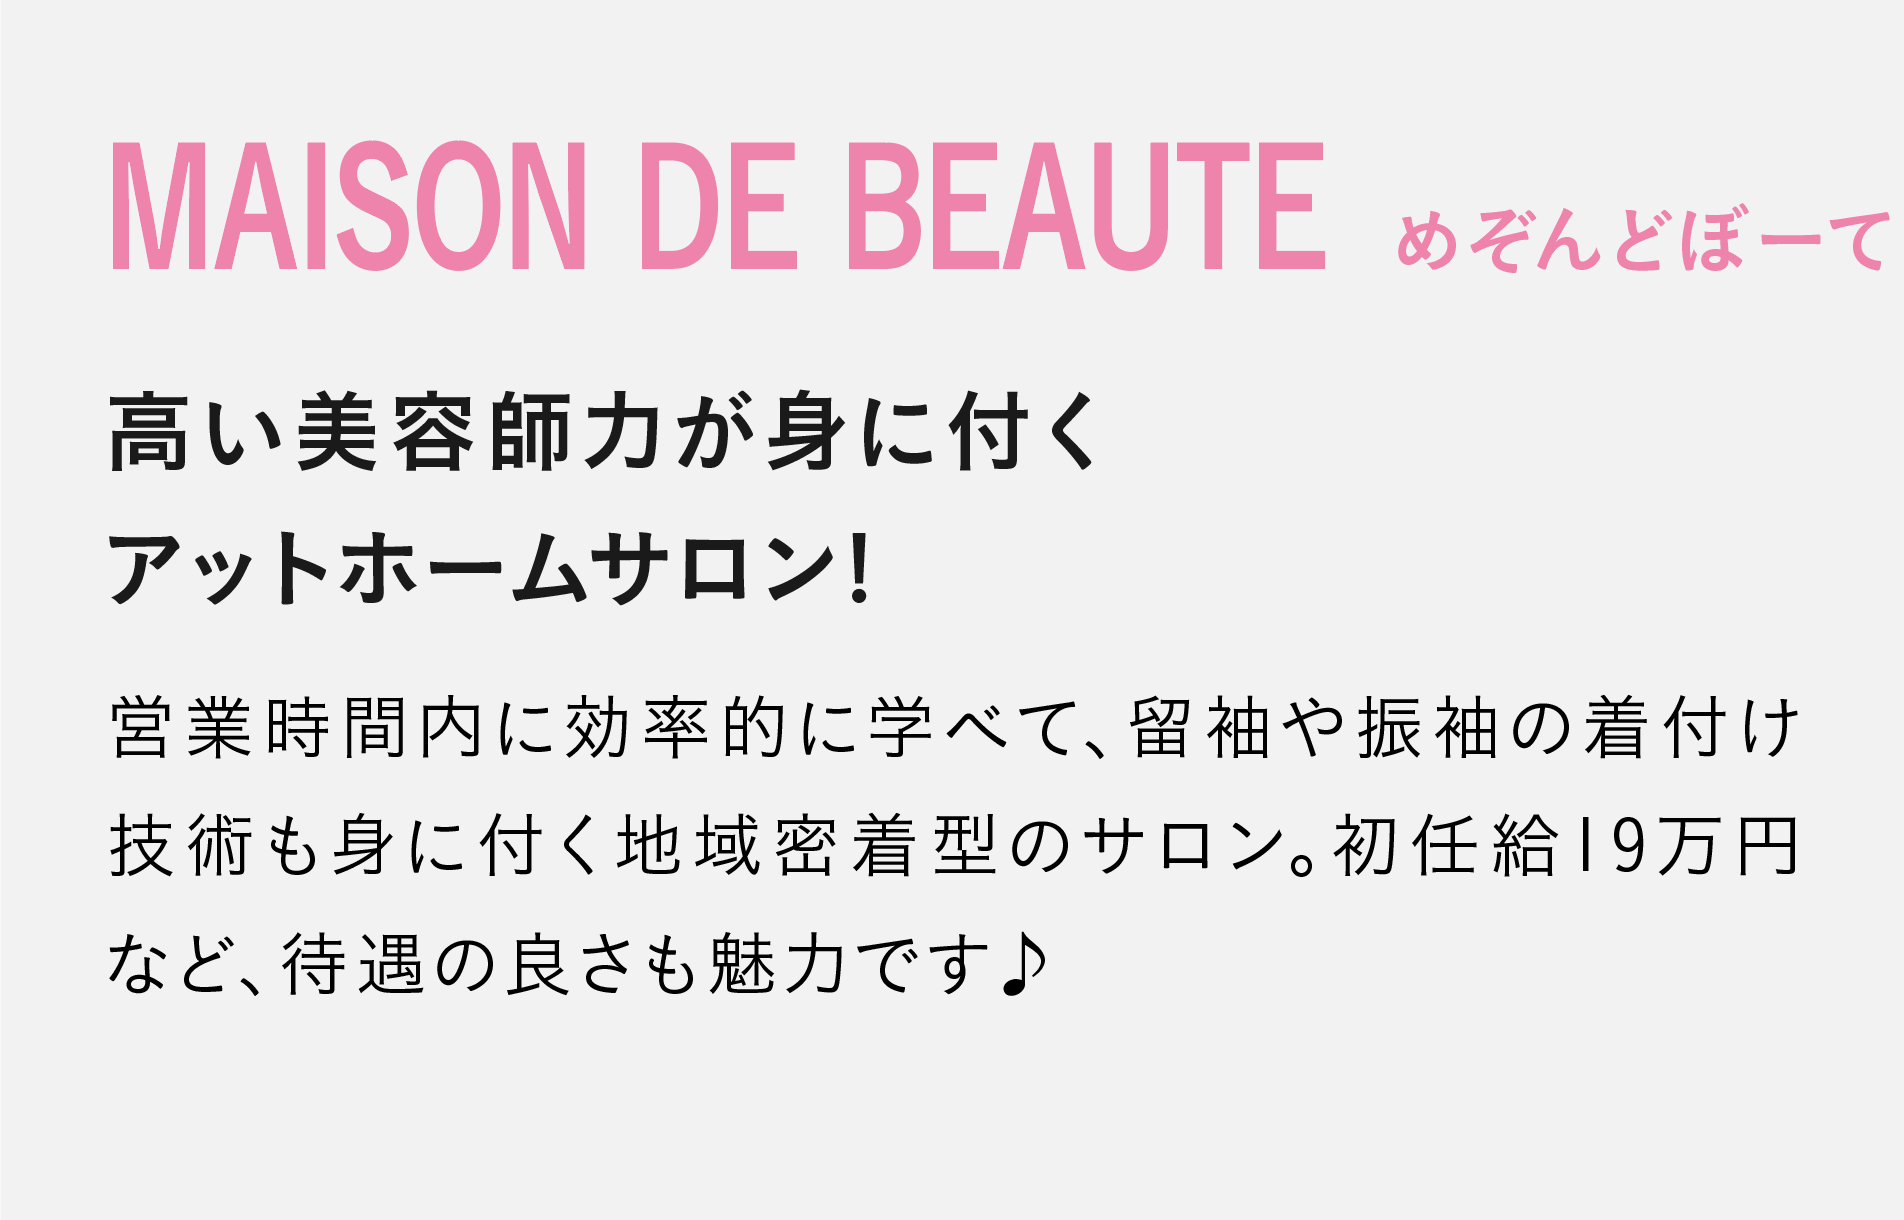 MAISON DE BEAUTE めぞんどぼーて
高い美容師力が身に付く
アットホームサロン！
営業時間内に効率的に学べて、留袖や振袖の着付け
技術も身に付く地域密着型のサロン。初任給19万円
など、待遇の良さも魅力です♪